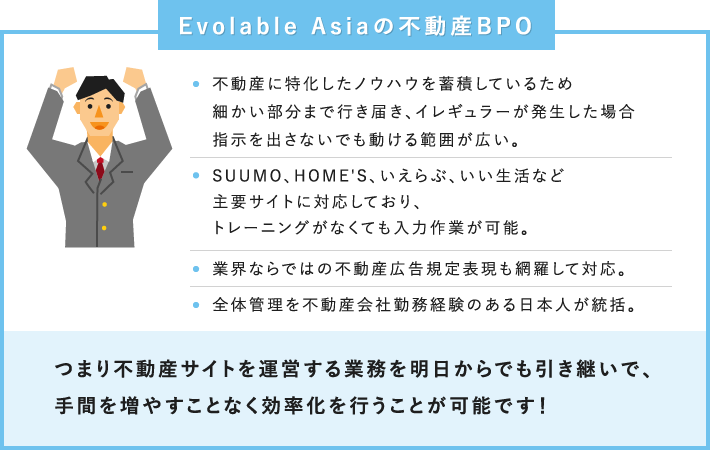 Evolable Asiaの不動産BPO
不動産に特化したノウハウを蓄積しているため
細かい部分まで行き届き、イレギュラーが発生した場合
指示を出さないでも動ける範囲が広い。
SUUMO、HOME'S、いえらぶ、いい生活など
主要サイトに対応しており、
トレーニングがなくても入力作業が可能。
業界ならではの不動産広告規定表現も網羅して対応。
全体管理を不動産会社勤務経験のある日本人が統括。
つまり不動産サイトを運営する業務を明日からでも引き継いで、
手間を増やすことなく効率化を行うことが可能です！